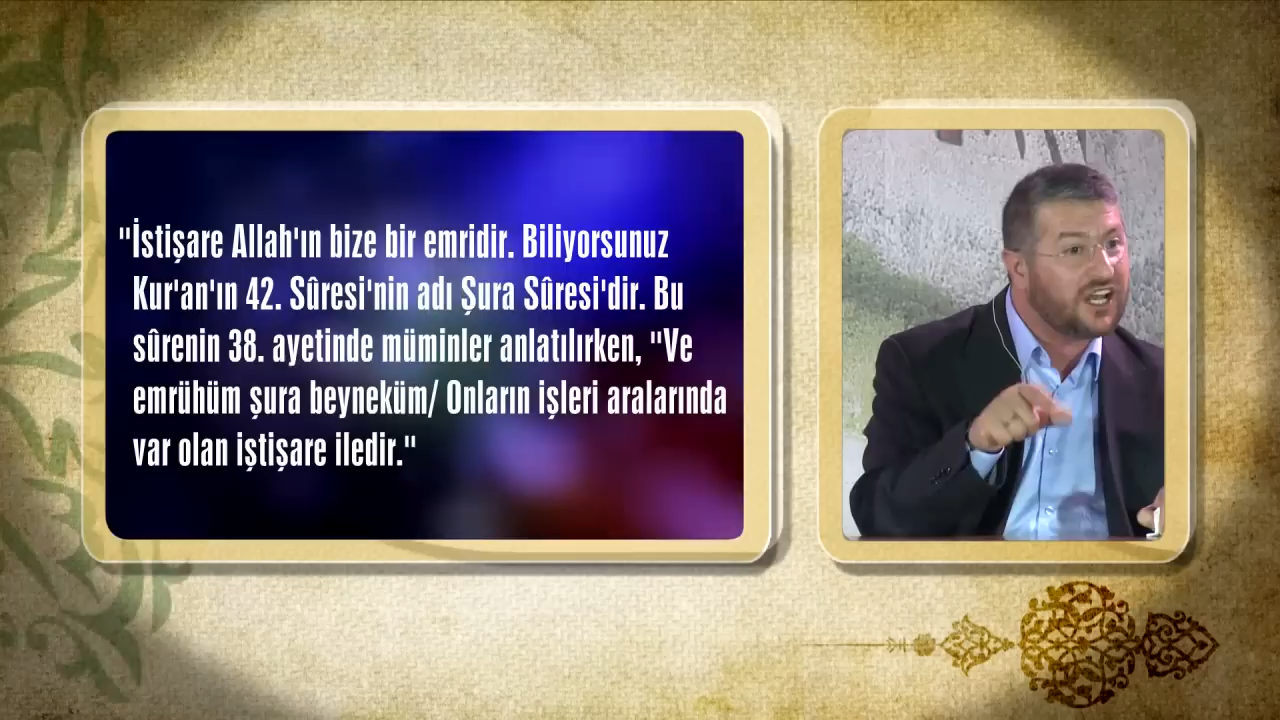 "İstişare Allah'ın bize bir emridir. Biliyorsunuz
Kur'an'ın 42. Sûresi'nin adı Şura Sûresi'dir. Bu
sûrenin 38. ayetinde müminler anlatılırken, "Ve
emrühüm şura beyneküm/ Onların işleri aralarında
var olan iştişare iledir."